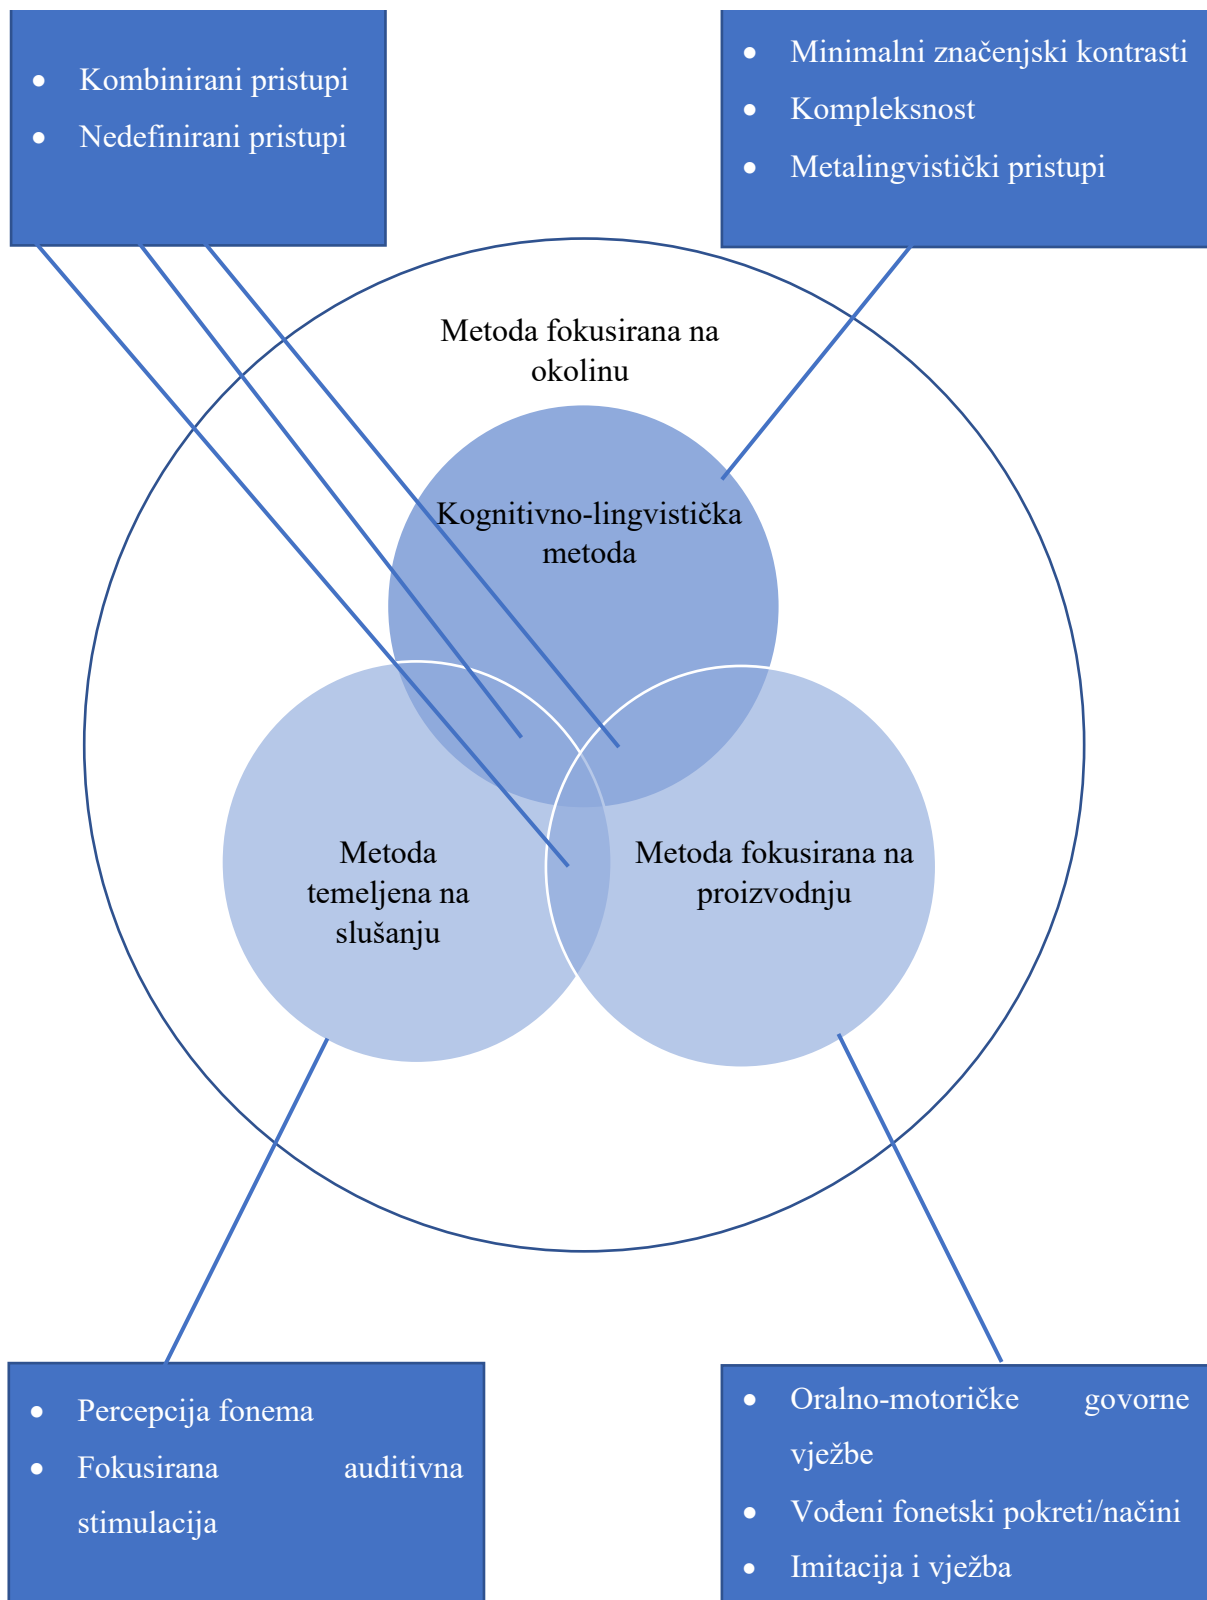 • Kombinirani pristupi
• Nedefinirani pristupi
• Minimalni značenjski kontrasti
• Kompleksnost
• Metalingvistički pristupi
Metoda fokusirana na
okolinu
Kognitivno-lingvistička
metoda
Metoda
temeljena na
slušanju
Metoda fokusirana na
proizvodnju
• Percepcija fonema
• Fokusirana auditivna
stimulacija
• Oralno-motoričke govorne
vježbe
• Vođeni fonetski pokreti/načini
• Imitacija i vježba